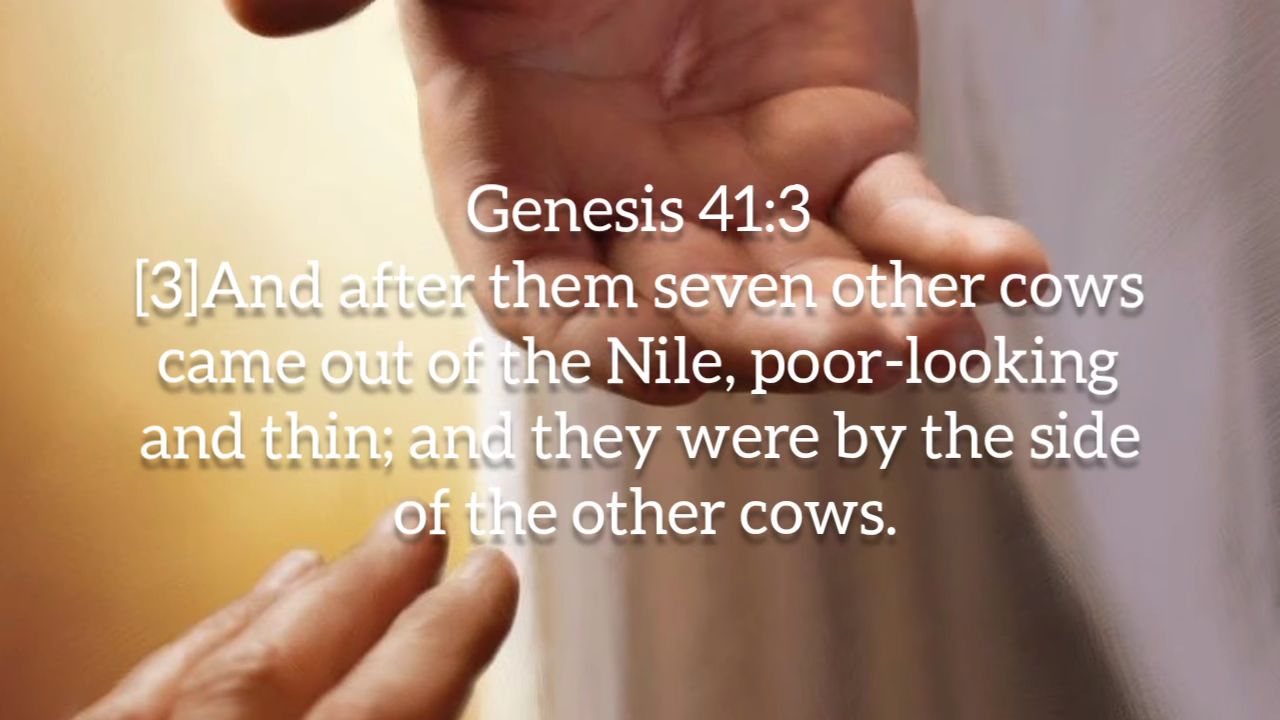 Genesis 41:3
[3]And after them seven other cows
came out of the Nile, poor-looking
and thin; and they were by the side
of the other cows.